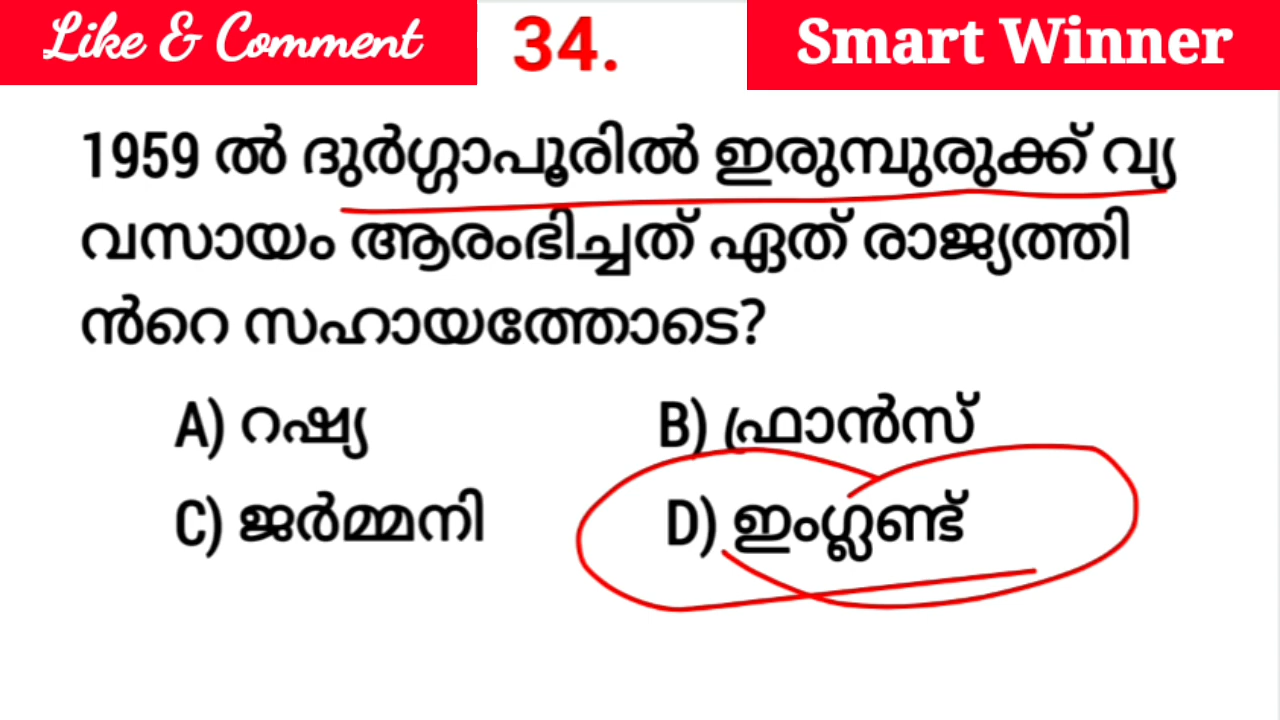 Like & Comment 34. Smart Winner
1959 ൽ ദുർഗ്ഗാപൂരിൽ ഇരുമ്പുരുക്ക് വ്യ
വസായം ആരംഭിച്ചത് ഏത് രാജ്യത്തി
ൻറെ സഹായത്തോടെ?
A) റഷ്യ B) ഫ്രാൻസ്
C) ജർമ്മനി D) ഇംഗ്ലണ്ട്